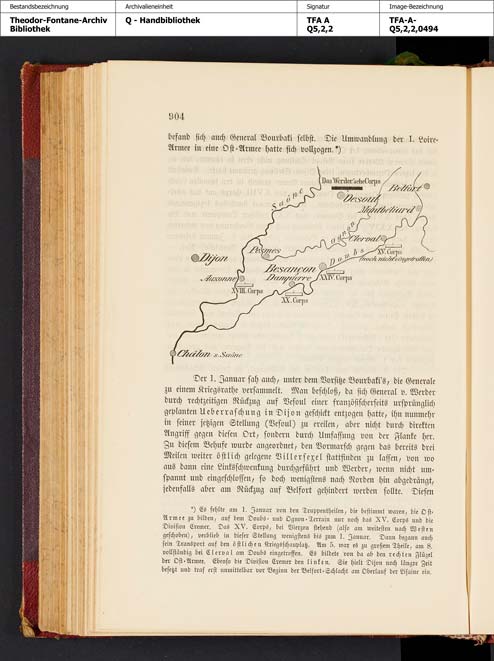 Bestandsbezeichnung
Archivalieneinheit
Signatur
Image-Bezeichnung
Theodor-Fontane-Archiv
Bibliothek
Q - Handbibliothek
TFA A
Q5,2,2
TFA-A-
Q5,2,2,0494
904
befand sich auch General Bourbaki selbst. Die Umwandlung der I. Loire-
Armee in eine Ost-Armee hatte sich vollzogen.*)
Das Werder'sche Corps
Belfort
Saône
Desoul
Montbéliard
Ognon
Clerval
Pesmes
XV. Corps
(noch nicht eingetroffen)
Dijon
Doubs
Besançon
Auxonne
Dampierre
XXIV. Corps
XVIII. Corps
XX. Corps
Châlon s. Saône
Der 1. Januar sah auch, unter dem Vorsitze Bourbaki's, die Generale
zu einem Kriegsrathe versammelt. Man beschloß, da sich General v. Werder
durch rechtzeitigen Rückzug auf Vesoul einer französischerseits ursprünglich
geplanten Ueberraschung in Dijon geschickt entzogen hatte, ihn nunmehr
in seiner jetzigen Stellung (Vesoul) zu ereilen, aber nicht durch direkten
Angriff gegen diesen Ort, sondern durch Umfassung von der Flanke her.
Zu diesem Behufe wurde angeordnet, den Vormarsch gegen das bereits drei
Meilen weiter östlich gelegene Villersexel stattfinden zu lassen, von wo
aus dann eine Linksschwenkung durchgeführt und Werder, wenn nicht um-
spannt und eingeschlossen, so doch wenigstens nach Norden hin abgedrängt,
jedenfalls aber am Rückzug auf Belfort gehindert werden sollte. Diesen
*) Es fehlte am 1. Januar von den Truppentheilen, die bestimmt waren, die Ost-
Armee zu bilden, auf dem Doubs- und Ognon-Terrain nur noch das XV. Corps und die
Division Cremer. Das XV. Corps, bei Vierzon stehend (also am weitesten nach Westen
geschoben), verblieb in dieser Stellung wenigstens bis zum 1. Januar. Dann begann auch
sein Transport auf den östlichen Kriegsschauplatz. Am 5. war es zu großem Theile, am 8.
vollständig bei Clerval am Doubs eingetroffen. Es bildete von da ab den rechten Flügel
der Ost-Armee. Ebenso die Division Cremer den linken. Sie hielt Dijon noch längre Zeit
besetzt und traf erst unmittelbar vor Beginn der Belfort-Schlacht am Oberlauf der Lisaine ein.